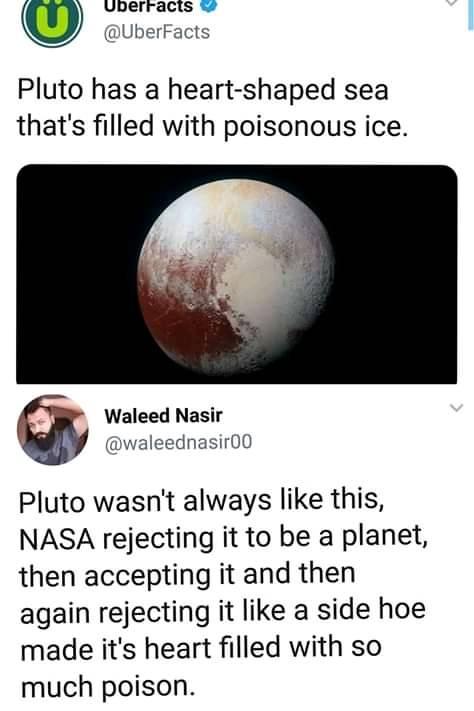 UberFacts
@UberFacts
Pluto has a heart-shaped sea
that's filled with poisonous ice.
Waleed Nasir
@waleednasir00
Pluto wasn't always like this,
NASA rejecting it to be a planet,
then accepting it and then
again rejecting it like a side hoe
made it's heart filled with so
much poison.